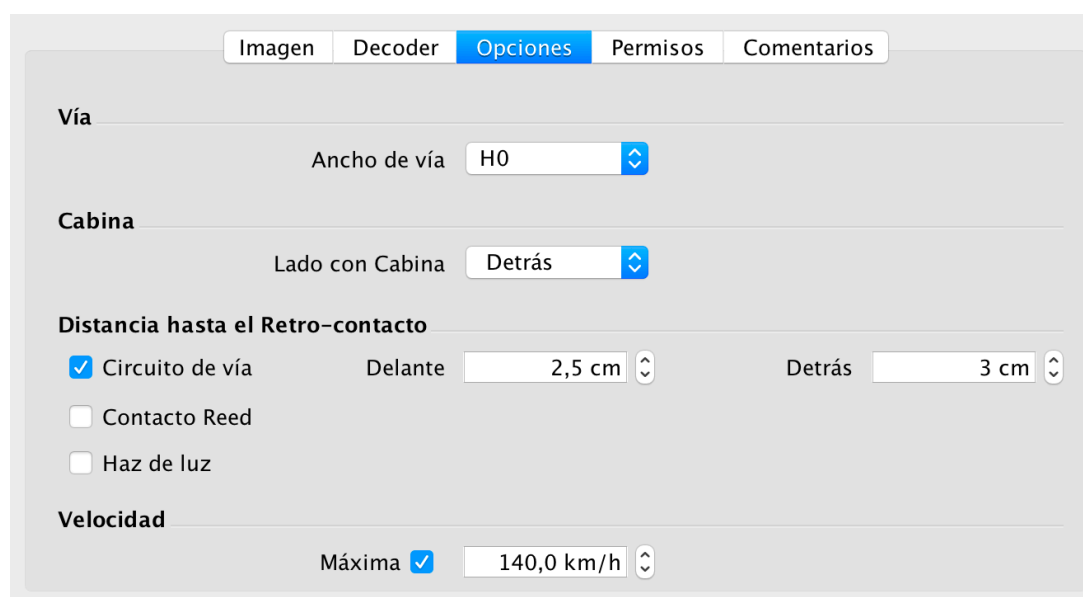 Imagen Decoder Opciones Permisos Comentarios
Vía
Ancho de vía H0
Cabina
Lado con Cabina Detrás
Distancia hasta el Retro-contacto
Circuito de vía Delante 2,5 cm Detrás 3 cm
Contacto Reed
Haz de luz
Velocidad
Máxima 140,0 km/h